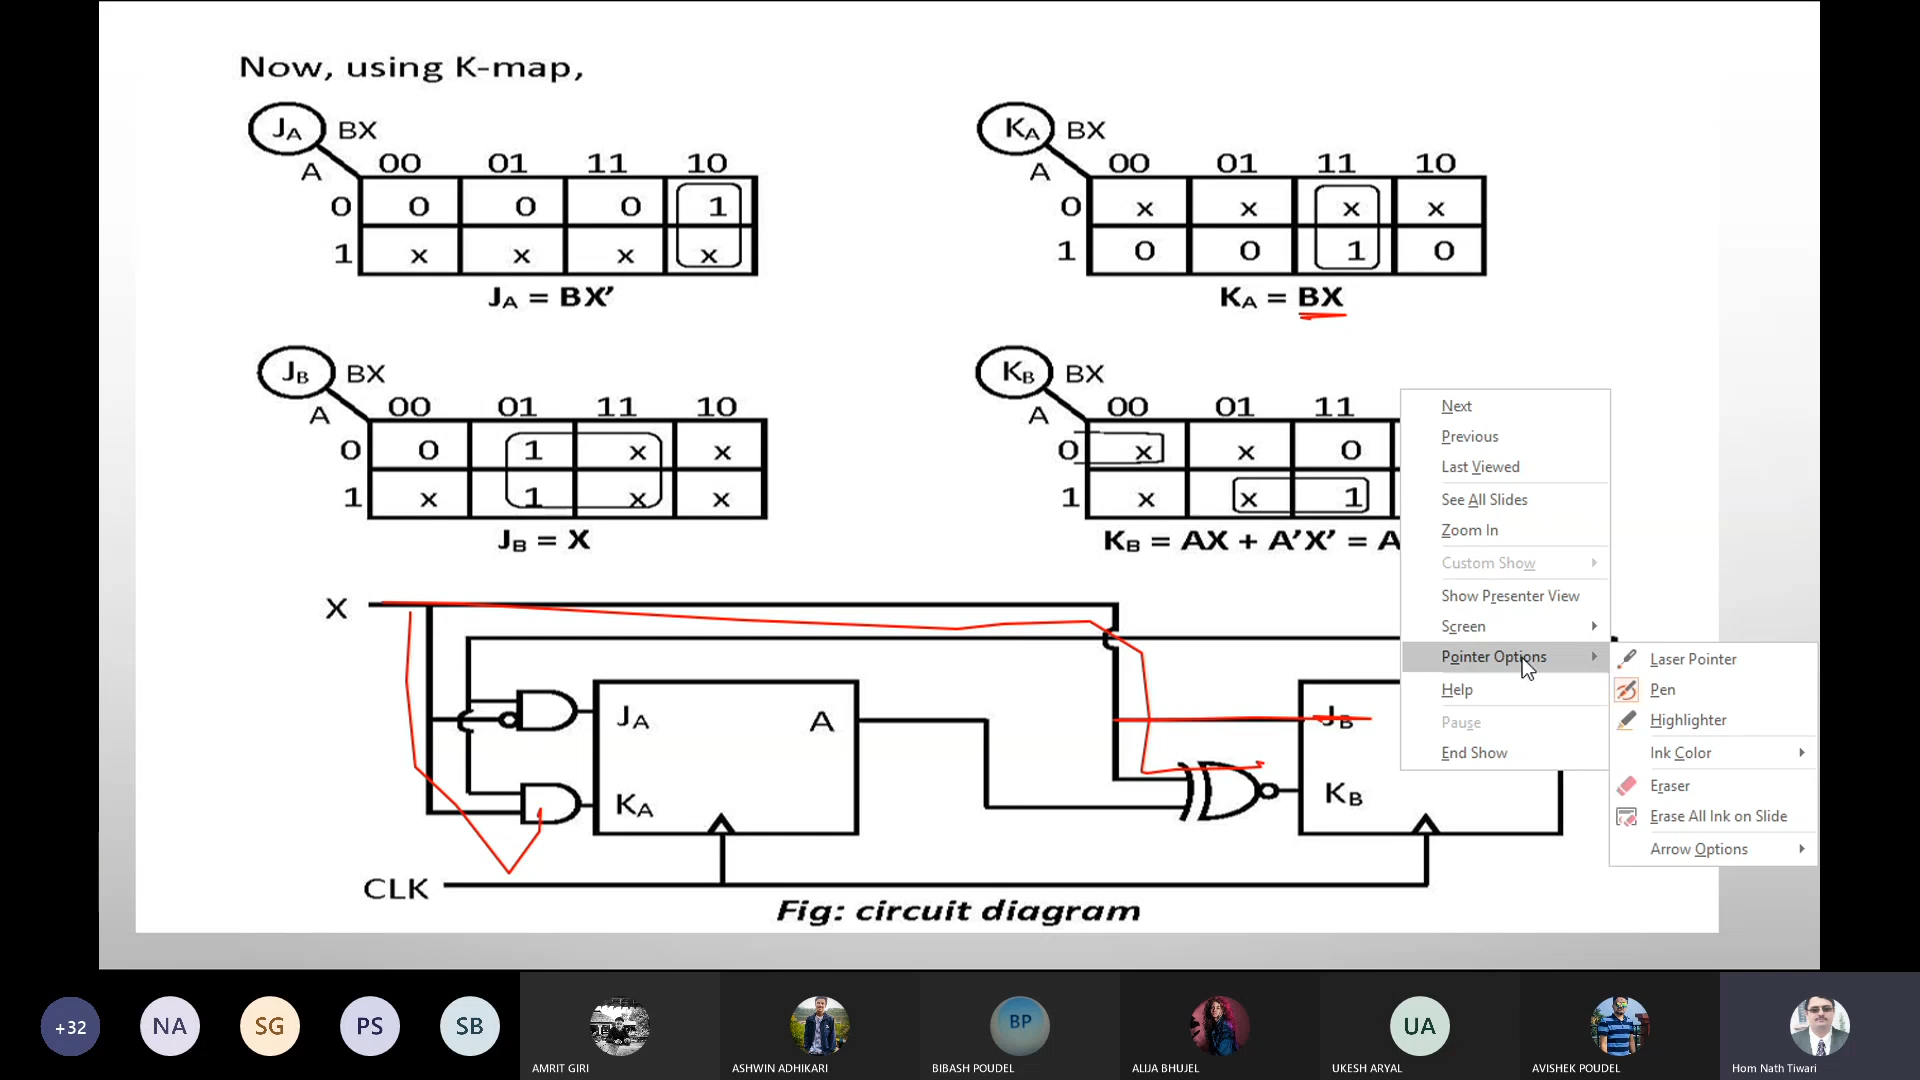 Now, using K-map,
JA BX
A 00 01 11 10
0 0 0 0 1
1 x x x x
JA = BX’
KA BX
A 00 01 11 10
0 x x x x
1 0 0 1 0
KA = BX
JB BX
A 00 01 11 10
0 0 1 x x
1 x 1 x x
JB = X
KB BX
A 00 01 11
0 x x 0
1 x x 1
KB = AX + A’X’ = A
X
JA A
KA
JB
KB
CLK
Fig: circuit diagram
Next
Previous
Last Viewed
See All Slides
Zoom In
Custom Show
Show Presenter View
Screen
Pointer Options
Help
Pause
End Show
Laser Pointer
Pen
Highlighter
Ink Color
Eraser
Erase All Ink on Slide
Arrow Options
+32 NA SG PS SB BP UA
AMRIT GIRI ASHWIN ADHIKARI BIBASH POUDEL ALIJA BHUJEL UKESH ARYAL AVISHEK POUDEL Hom Nath Tiwari